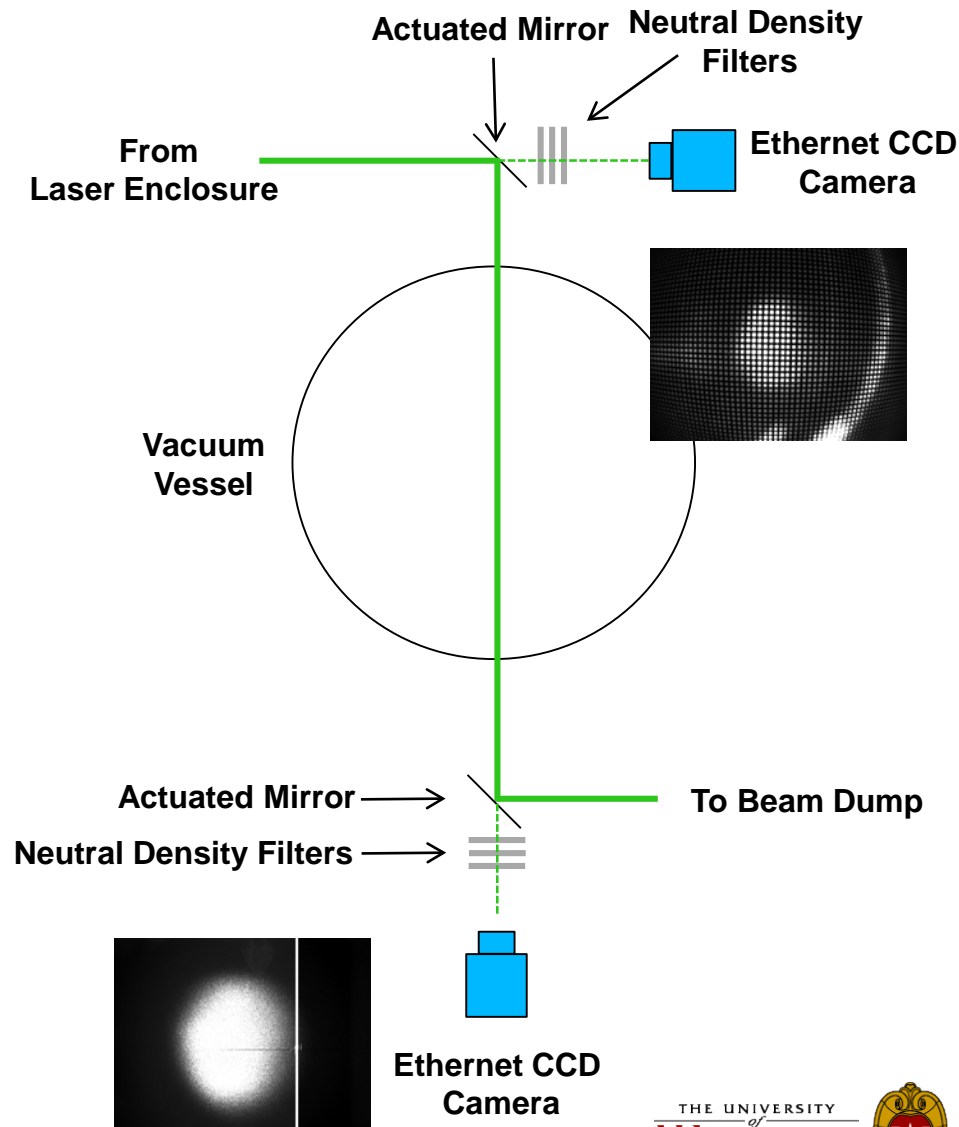 Actuated Mirror
Neutral Density
Filters
From
Laser Enclosure
Ethernet CCD
Camera
Vacuum
Vessel
Actuated Mirror
To Beam Dump
Neutral Density Filters
Ethernet CCD
Camera
THE UNIVERSITY
of